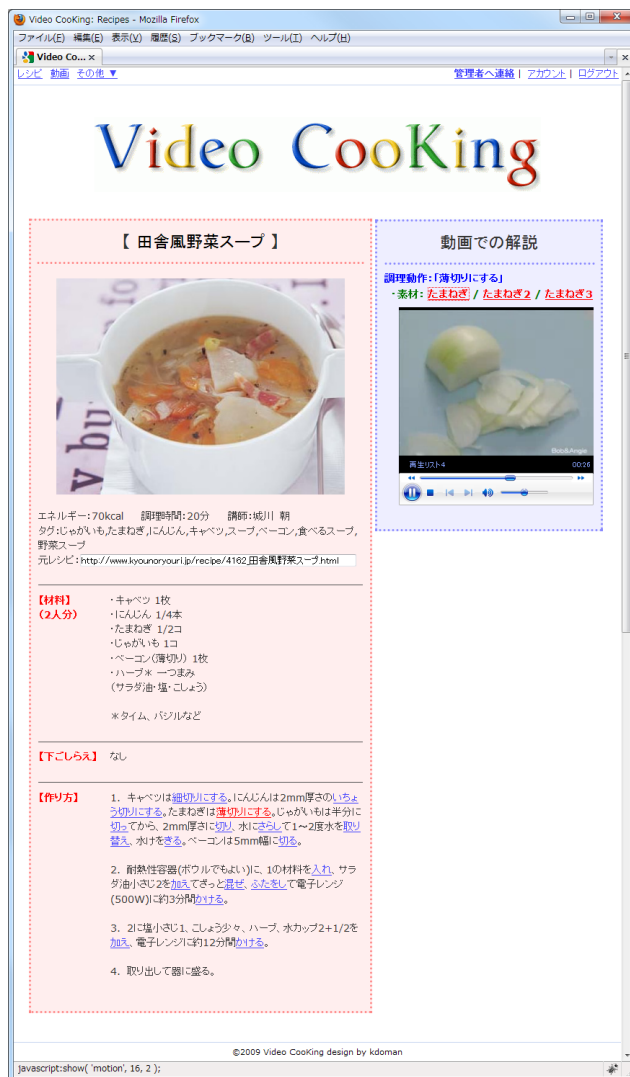 Video CooKing: Recipes - Mozilla Firefox
ファイル(F) 編集(E) 表示(V) 履歴(S) ブックマーク(B) ツール(T) ヘルプ(H)
Video Co...
レシピ 動画 その他 ▼ 管理者へ連絡 | アカウント | ログアウト
Video CooKing
【 田舎風野菜スープ 】
エネルギー:70kcal 調理時間:20分 講師:城川 朝
タグ:じゃがいも,たまねぎ,にんじん,キャベツ,スープ,ベーコン,食べるスープ,
野菜スープ
元レシピ:http://www.kyounoryouri.jp/recipe/4162_田舎風野菜スープ.html
【材料】 ・キャベツ 1枚
(2人分) ・にんじん 1/4本
・たまねぎ 1/2コ
・じゃがいも 1コ
・ベーコン(薄切り) 1枚
・ハーブ* 一つまみ
(サラダ油・塩・こしょう)
*タイム、バジルなど
【下ごしらえ】 なし
【作り方】 1. キャベツは細切りにする。にんじんは2mm厚さのいちょ
う切りにする。たまねぎは薄切りにする。じゃがいもは半分に
切ってから、2mm厚さに切り、水にさらして1～2度水を取り
替え、水けをきる。ベーコンは5mm幅に切る。
2. 耐熱性容器(ボウルでもよい)に、1の材料を入れ、サラ
ダ油小さじ2を加えてざっと混ぜ、ふたをして電子レンジ
(500W)に約3分間かける。
3. 2に塩小さじ1、こしょう少々、ハーブ、水カップ2+1/2を
加え、電子レンジに約12分間かける。
4. 取り出して器に盛る。
動画での解説
調理動作:「薄切りにする」
・素材: たまねぎ / たまねぎ2 / たまねぎ3
Bob&Angie
再生リスト4 00:26
©2009 Video CooKing design by kdoman
javascript:show( 'motion', 16, 2 );